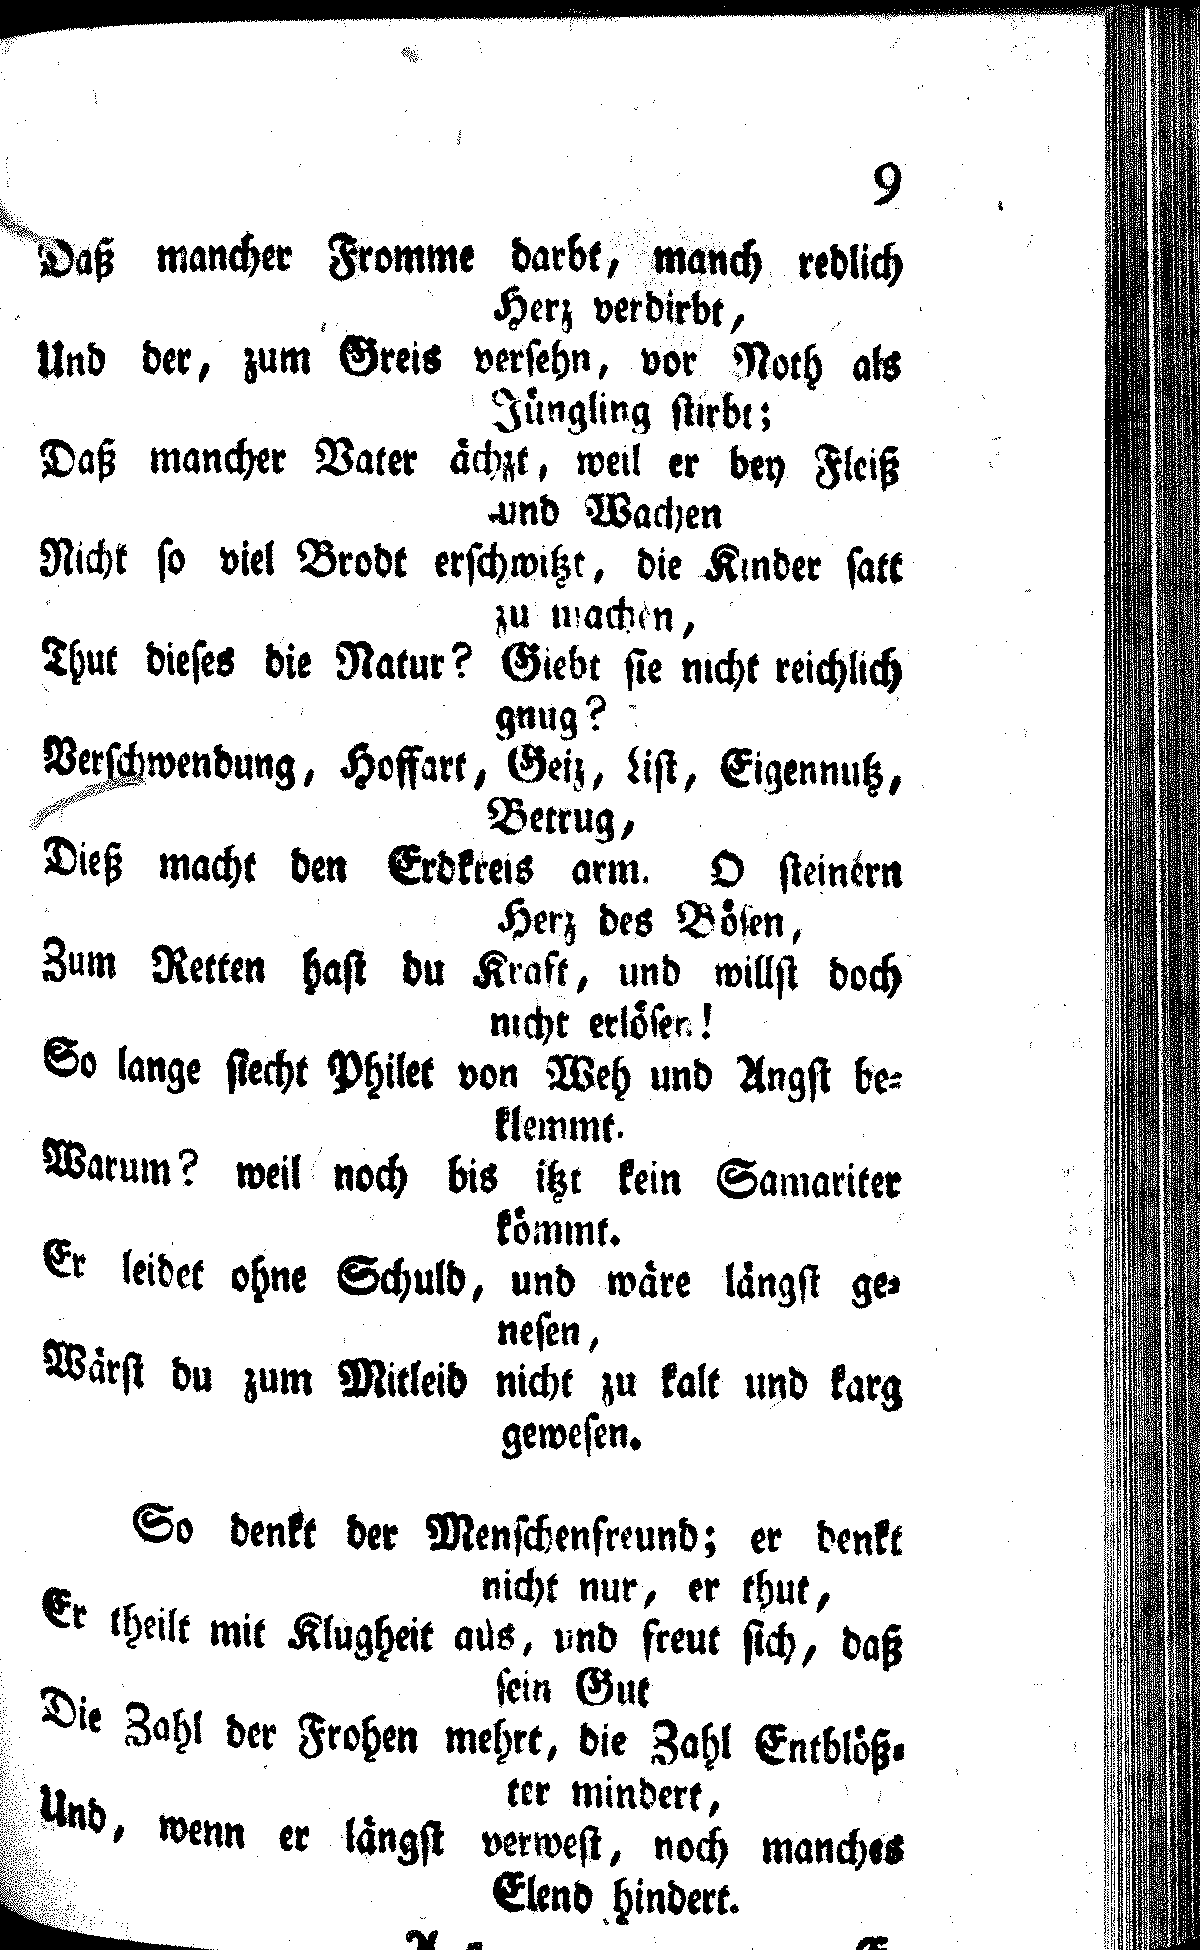 9
Daß mancher Fromme darbt, manch redlich
Herz verdirbt,
Und der, zum Greis versehn, vor Noth als
Jüngling stirbt;
Daß mancher Vater ächzt, weil er bey Fleiß
und Wachen
Nicht so viel Brodt erschwitzt, die Kinder satt
zu machen,
Thut dieses die Natur? Giebt sie nicht reichlich
gnug?
Verschwendung, Hoffart, Geiz, List, Eigennutz,
Betrug,
Dieß macht den Erdkreis arm. O steinern
Herz des Bösen,
Zum Retten hast du Kraft, und willst doch
nicht erlösen!
So lange siecht Philet von Weh und Angst be-
klemmt.
Warum? weil noch bis itzt kein Samariter
kömmt.
Er leidet ohne Schuld, und wäre längst ge-
nesen,
Wärst du zum Mitleid nicht zu kalt und karg
gewesen.
So denkt der Menschenfreund; er denkt
nicht nur, er thut,
Er theilt mit Klugheit aus, und freut sich, daß
sein Gut
Die Zahl der Frohen mehrt, die Zahl Entblöß-
ter mindert,
Und, wenn er längst verwest, noch manches
Elend hindert.